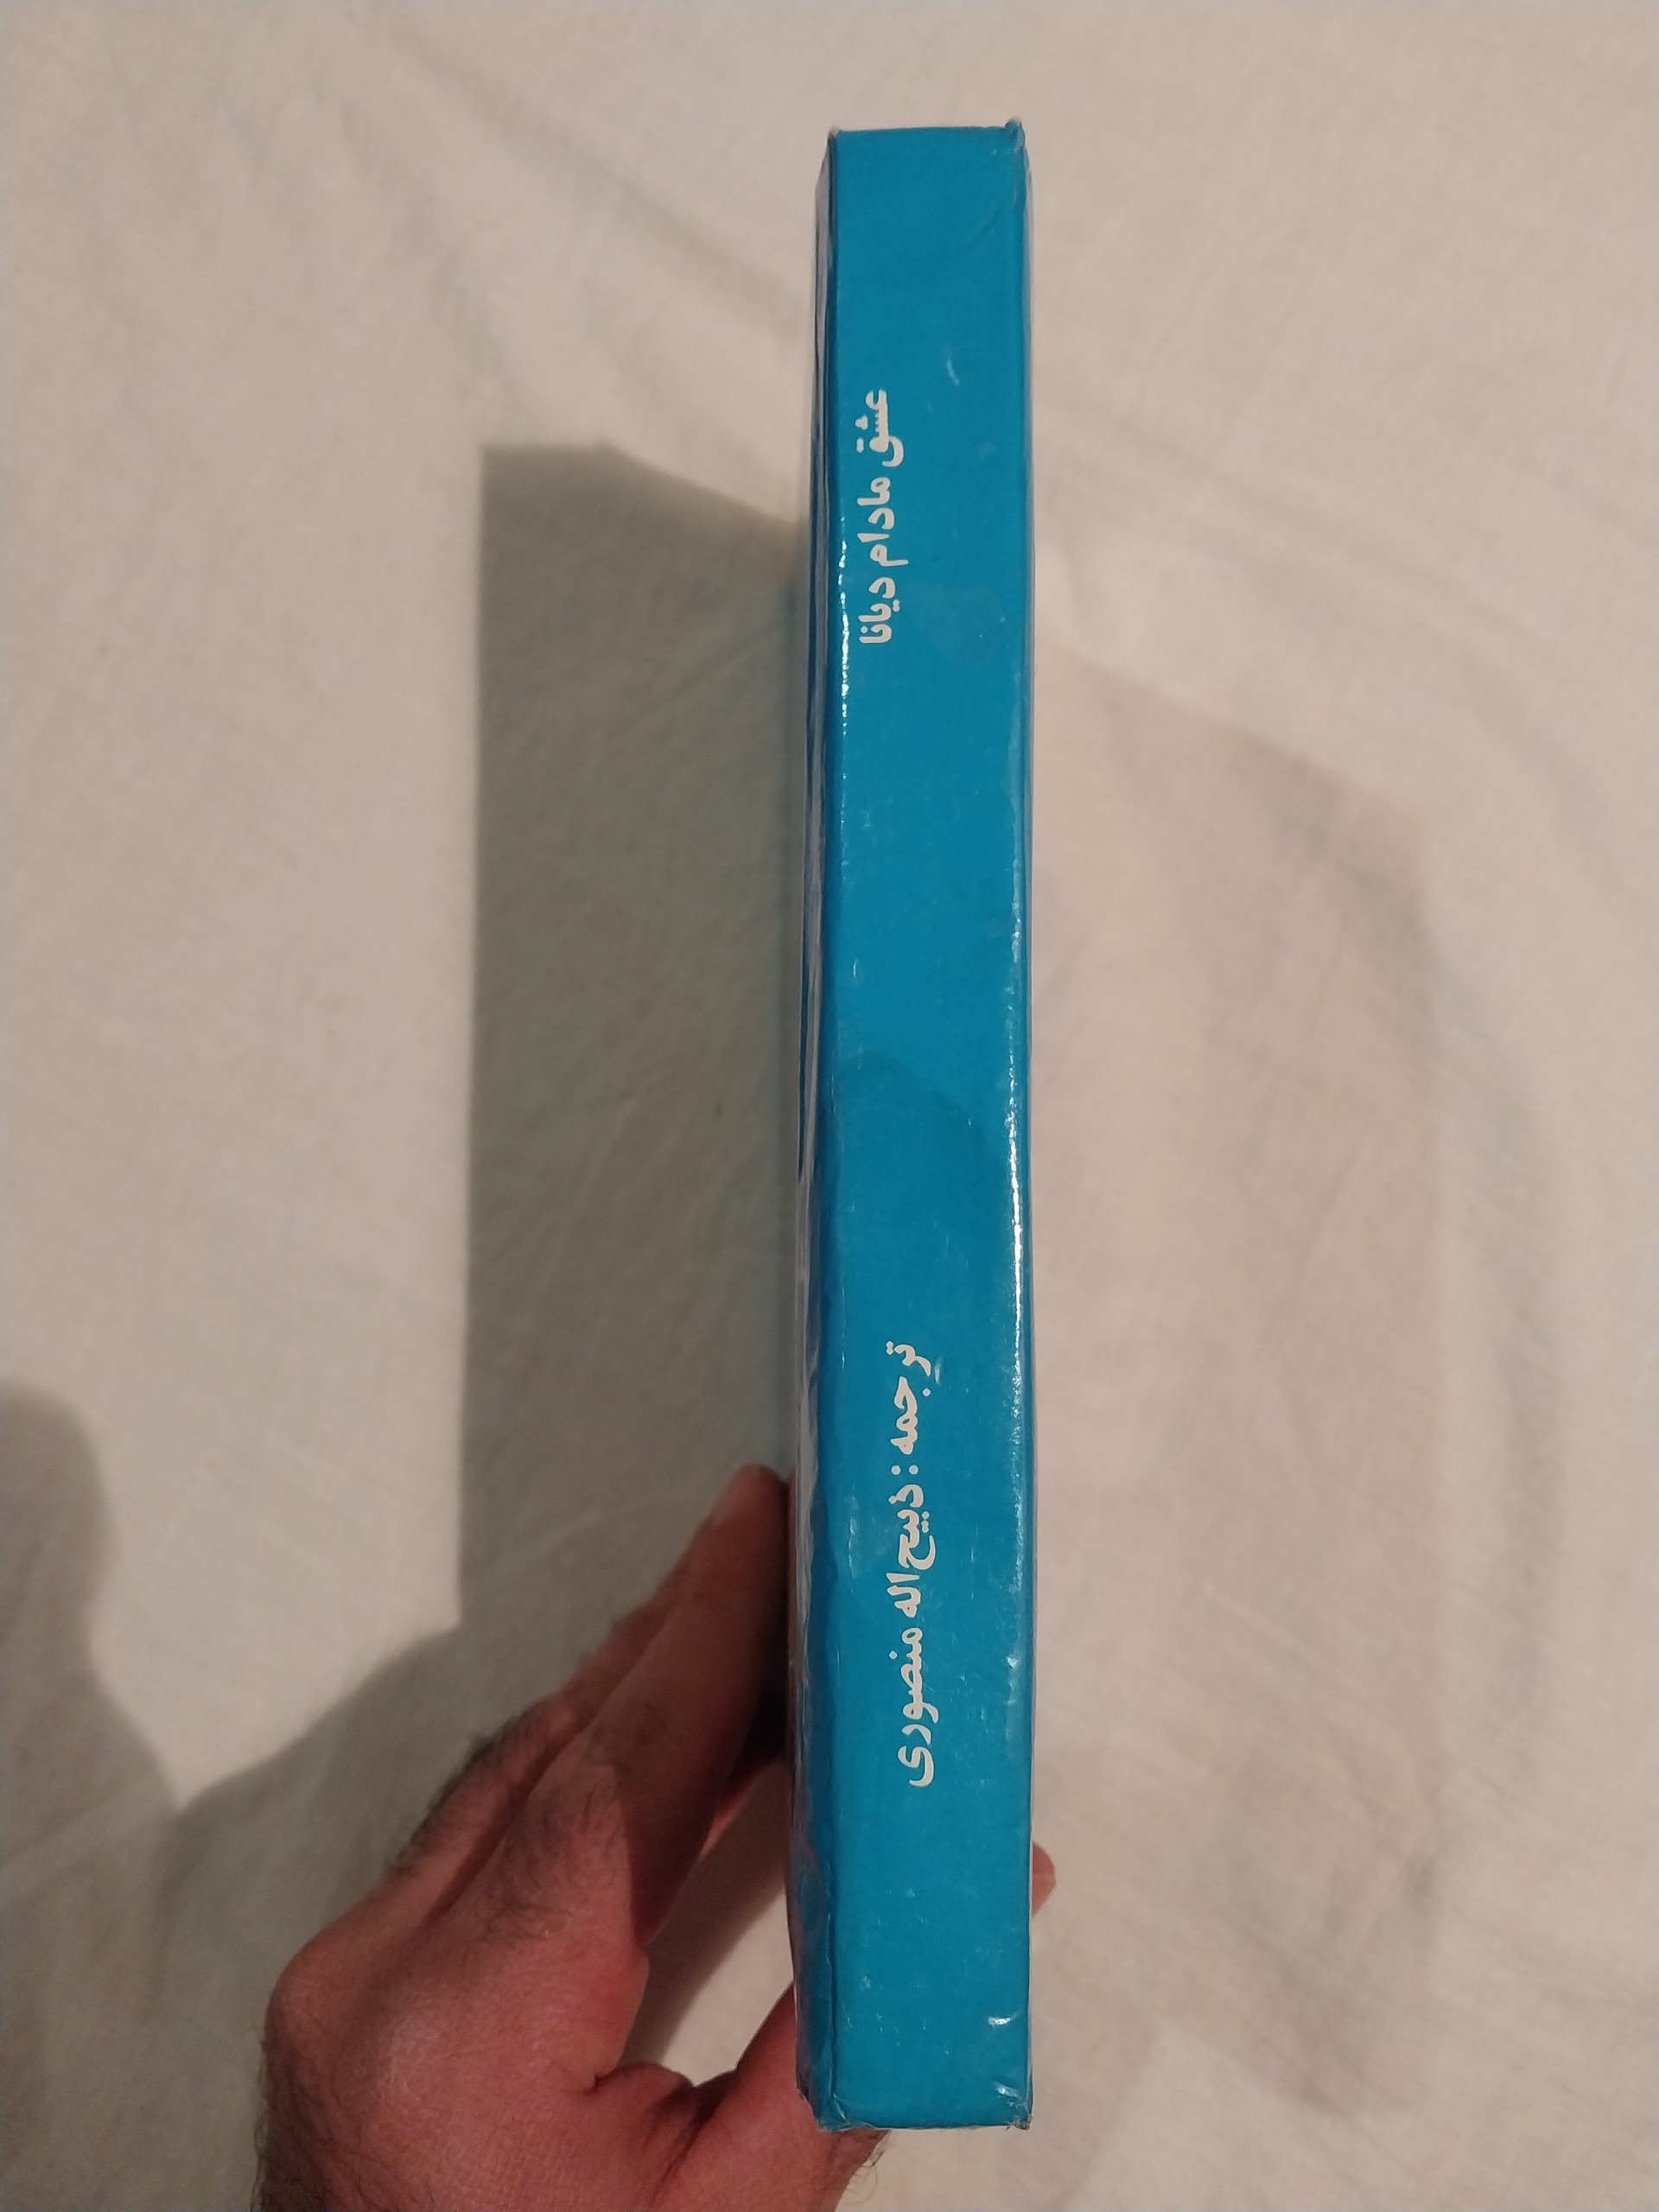 عشق مادام دیانا
ترجمه : ذبیح اله منصوری